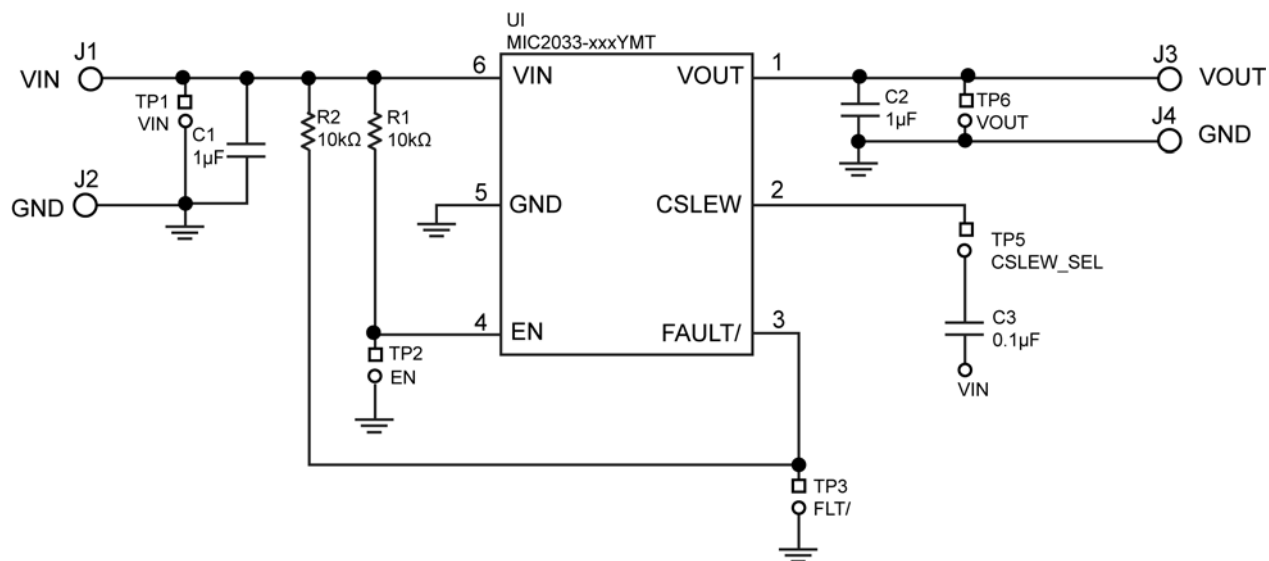 UI
MIC2033-xxxYMT
J1
VIN
TP1
VIN
C1
1µF
R2
10kΩ
R1
10kΩ
J2
GND
6
VIN
5
GND
4
EN
TP2
EN
VOUT
1
CSLEW
2
FAULT/
3
C2
1µF
TP6
VOUT
J3
VOUT
J4
GND
TP5
CSLEW_SEL
C3
0.1µF
VIN
TP3
FLT/